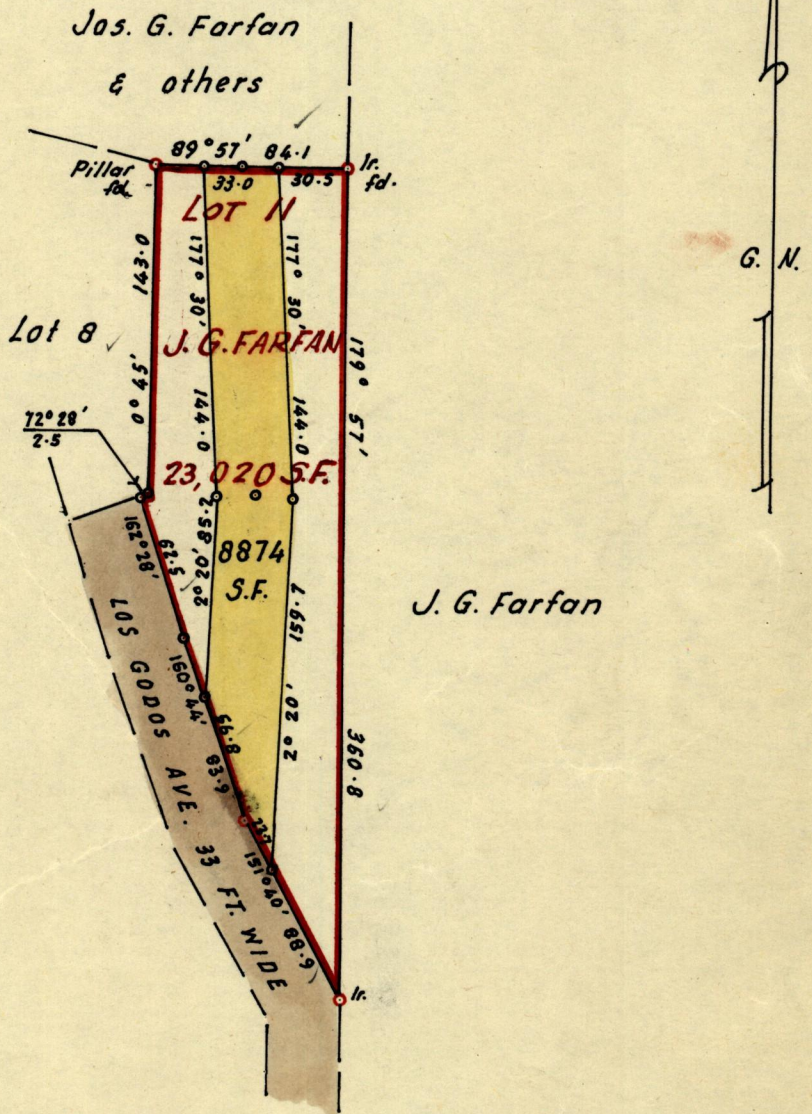 Jos. G. Farfan
& others
89°57' 84.1
Pillar fd.
Ir. fd.
33.0 30.5
LOT 11
143.0
0° 45'
177° 30'
144.0
177° 30'
144.0
179° 57'
360.8
G. N.
Lot 8
J. G. FARFAN
72°28'
2.5
23,020 S.F.
162°28'
62.5
2° 20' 85.2
8874
S.F.
159.7
2° 20'
J. G. Farfan
160°44'
56.8
83.9
23.7
151°40' 88.9
LOS GODOS AVE. 33 FT. WIDE
Ir.